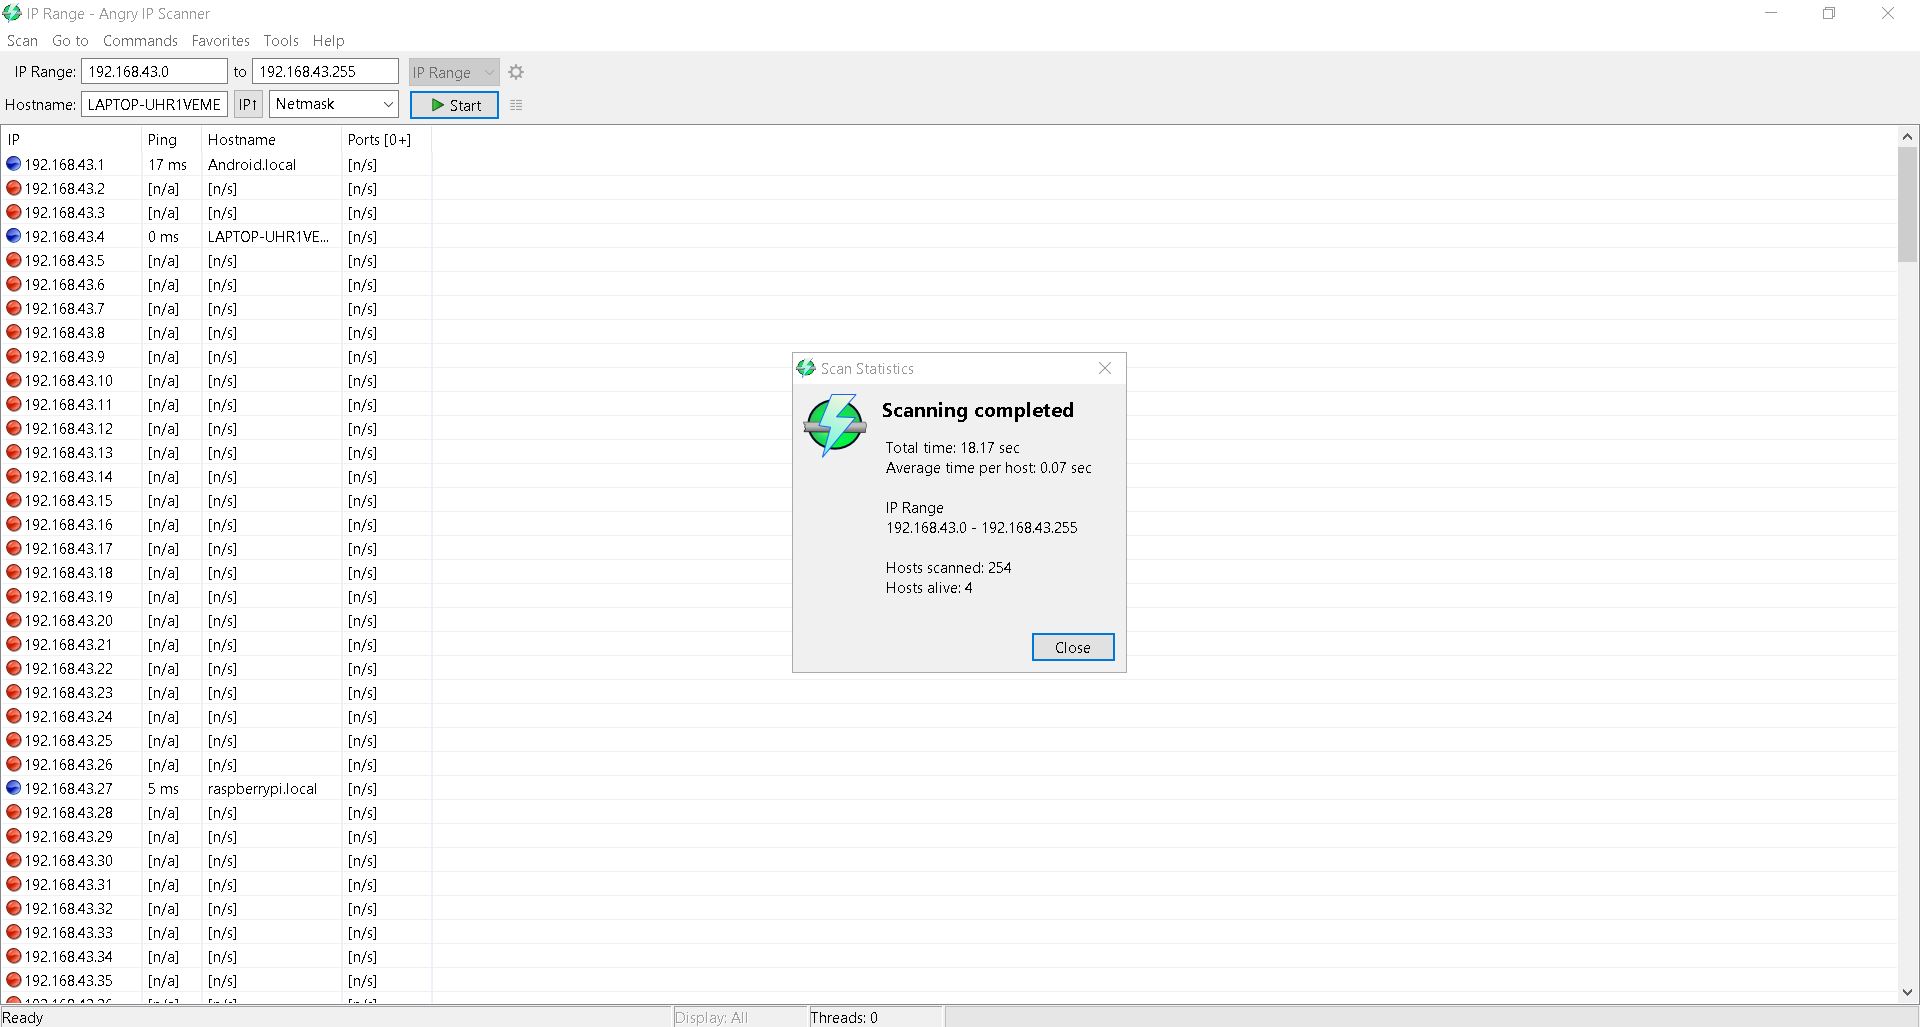 IP Range - Angry IP Scanner
Scan Go to Commands Favorites Tools Help
IP Range: 192.168.43.0 to 192.168.43.255 IP Range
Hostname: LAPTOP-UHR1VEME IP↑ Netmask Start
IP Ping Hostname Ports [0+]
192.168.43.1 17 ms Android.local [n/s]
192.168.43.2 [n/a] [n/s] [n/s]
192.168.43.3 [n/a] [n/s] [n/s]
192.168.43.4 0 ms LAPTOP-UHR1VE... [n/s]
192.168.43.5 [n/a] [n/s] [n/s]
192.168.43.6 [n/a] [n/s] [n/s]
192.168.43.7 [n/a] [n/s] [n/s]
192.168.43.8 [n/a] [n/s] [n/s]
192.168.43.9 [n/a] [n/s] [n/s]
192.168.43.10 [n/a] [n/s] [n/s]
192.168.43.11 [n/a] [n/s] [n/s]
192.168.43.12 [n/a] [n/s] [n/s]
192.168.43.13 [n/a] [n/s] [n/s]
192.168.43.14 [n/a] [n/s] [n/s]
192.168.43.15 [n/a] [n/s] [n/s]
192.168.43.16 [n/a] [n/s] [n/s]
192.168.43.17 [n/a] [n/s] [n/s]
192.168.43.18 [n/a] [n/s] [n/s]
192.168.43.19 [n/a] [n/s] [n/s]
192.168.43.20 [n/a] [n/s] [n/s]
192.168.43.21 [n/a] [n/s] [n/s]
192.168.43.22 [n/a] [n/s] [n/s]
192.168.43.23 [n/a] [n/s] [n/s]
192.168.43.24 [n/a] [n/s] [n/s]
192.168.43.25 [n/a] [n/s] [n/s]
192.168.43.26 [n/a] [n/s] [n/s]
192.168.43.27 5 ms raspberrypi.local [n/s]
192.168.43.28 [n/a] [n/s] [n/s]
192.168.43.29 [n/a] [n/s] [n/s]
192.168.43.30 [n/a] [n/s] [n/s]
192.168.43.31 [n/a] [n/s] [n/s]
192.168.43.32 [n/a] [n/s] [n/s]
192.168.43.33 [n/a] [n/s] [n/s]
192.168.43.34 [n/a] [n/s] [n/s]
192.168.43.35 [n/a] [n/s] [n/s]
Scan Statistics
Scanning completed
Total time: 18.17 sec
Average time per host: 0.07 sec
IP Range
192.168.43.0 - 192.168.43.255
Hosts scanned: 254
Hosts alive: 4
Close
Ready Display: All Threads: 0